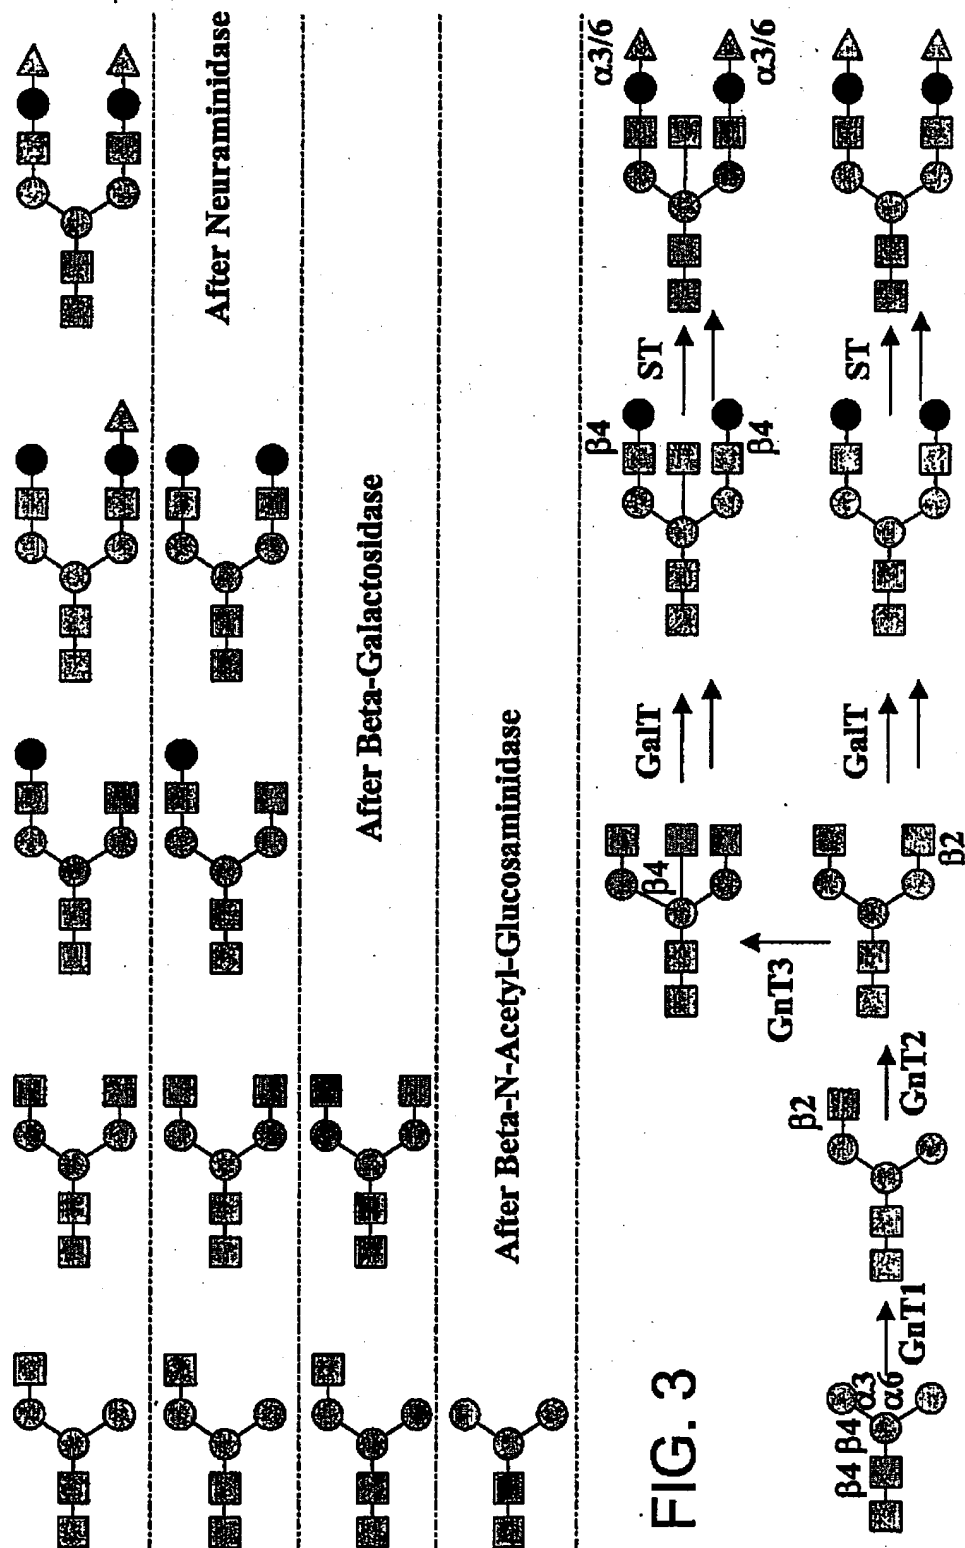 After Neuraminidase
After Beta-Galactosidase
After Beta-N-Acetyl-Glucosaminidase
FIG. 3
β4 β4 α3
α6
GnT1
β2
GnT2
GnT3
β4
β2
GalT
GalT
β4
β4
ST
ST
α3/6
α3/6